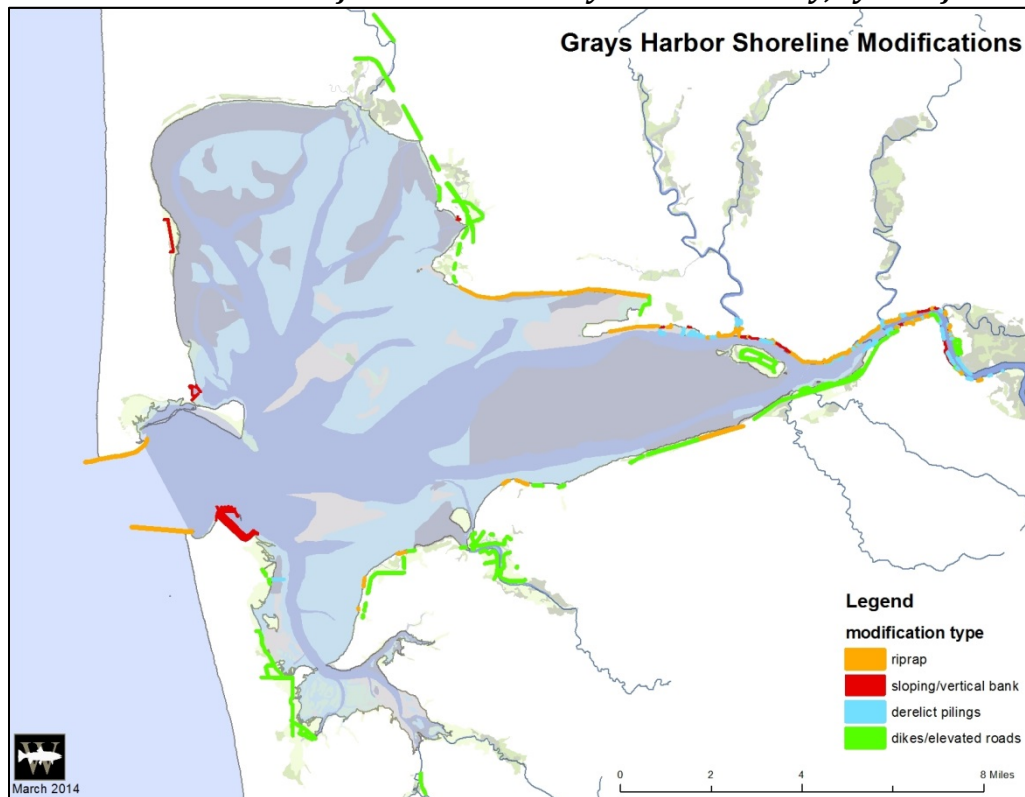 Grays Harbor Shoreline Modifications
Legend
modification type
riprap
sloping/vertical bank
derelict pilings
dikes/elevated roads
W
March 2014
0 2 4 8 Miles